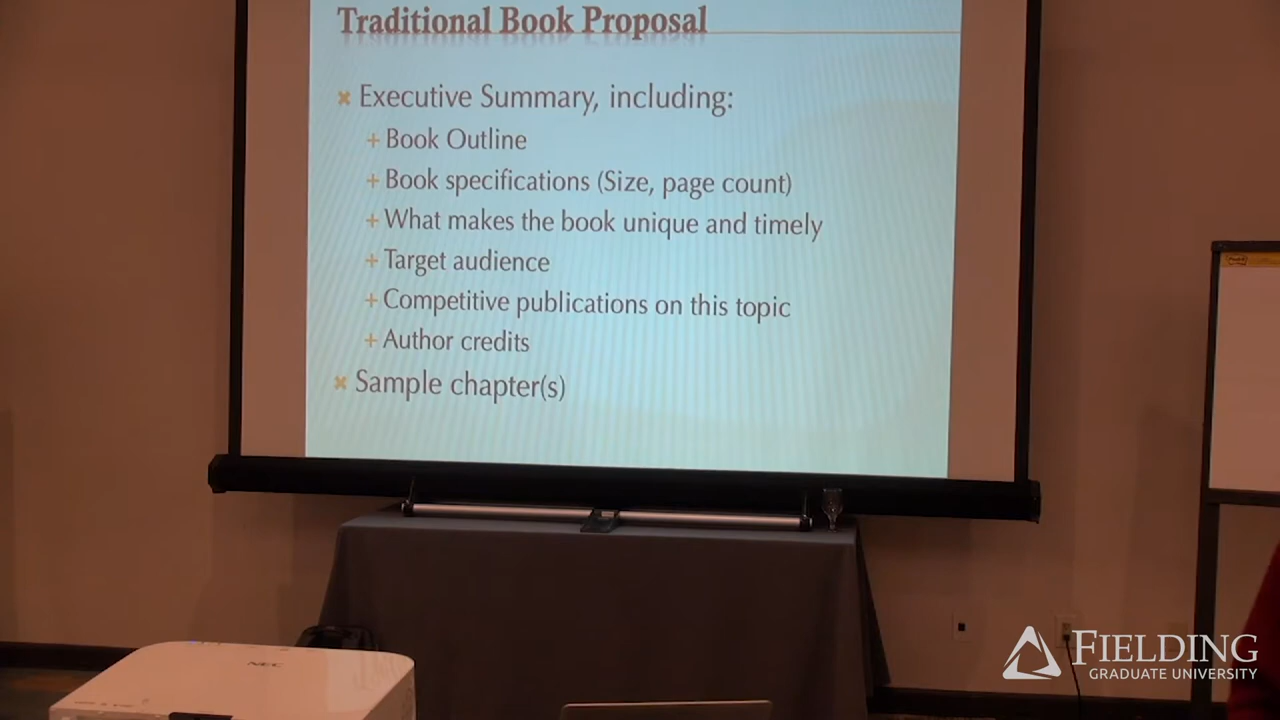 Traditional Book Proposal
Executive Summary, including:
Book Outline
Book specifications (Size, page count)
What makes the book unique and timely
Target audience
Competitive publications on this topic
Author credits
Sample chapter(s)
NEC
FIELDING
GRADUATE UNIVERSITY